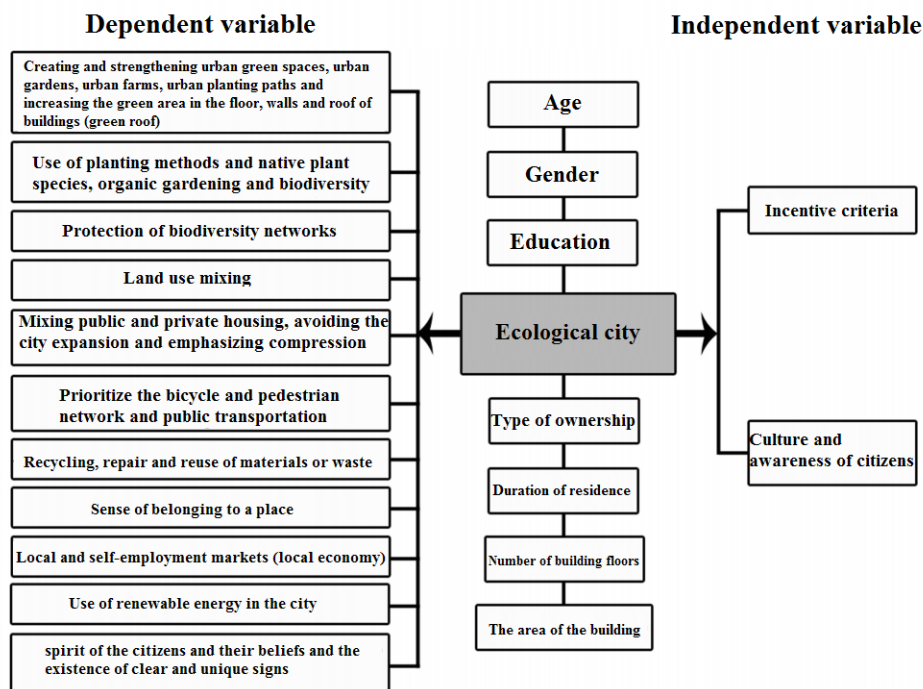 Dependent variable
Creating and strengthening urban green spaces, urban
gardens, urban farms, urban planting paths and
increasing the green area in the floor, walls and roof of
buildings (green roof)
Use of planting methods and native plant
species, organic gardening and biodiversity
Protection of biodiversity networks
Land use mixing
Mixing public and private housing, avoiding the
city expansion and emphasizing compression
Prioritize the bicycle and pedestrian
network and public transportation
Recycling, repair and reuse of materials or waste
Sense of belonging to a place
Local and self-employment markets (local economy)
Use of renewable energy in the city
spirit of the citizens and their beliefs and the
existence of clear and unique signs
Age
Gender
Education
Ecological city
Type of ownership
Duration of residence
Number of building floors
The area of the building
Independent variable
Incentive criteria
Culture and
awareness of citizens